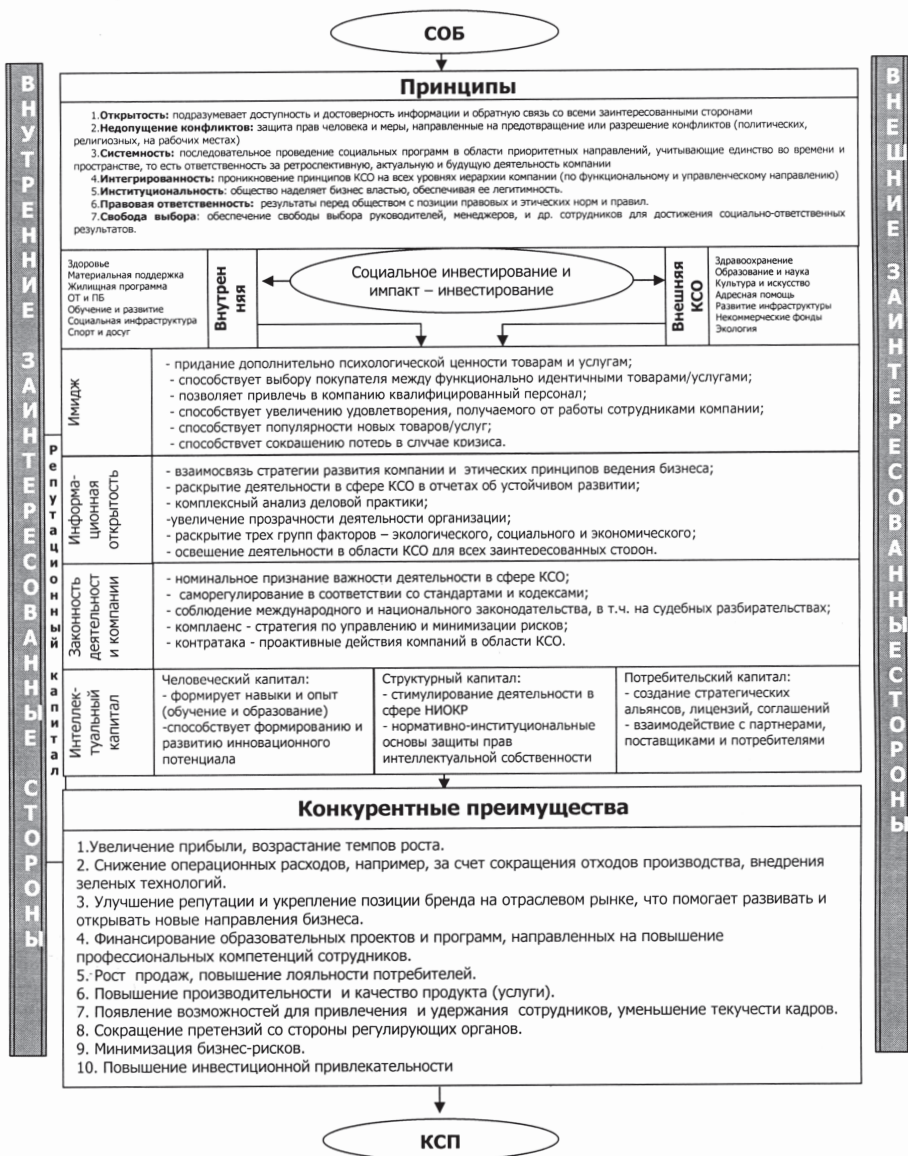 СОБ
ВНУТРЕННИЕ ЗАИНТЕРЕСОВАННЫЕ СТОРОНЫ
ВНЕШНИЕ ЗАИНТЕРЕСОВАННЫЕ СТОРОНЫ
Принципы
1.Открытость: подразумевает доступность и достоверность информации и обратную связь со всеми заинтересованными сторонами
2.Недопущение конфликтов: защита прав человека и меры, направленные на предотвращение или разрешение конфликтов (политических,
религиозных, на рабочих местах)
3.Системность: последовательное проведение социальных программ в области приоритетных направлений, учитывающие единство во времени и
пространстве, то есть ответственность за ретроспективную, актуальную и будущую деятельность компании
4.Интегрированность: проникновение принципов КСО на всех уровнях иерархии компании (по функциональному и управленческому направлению)
5.Институциональность: общество наделяет бизнес властью, обеспечивая ее легитимность.
6.Правовая ответственность: результаты перед обществом с позиции правовых и этических норм и правил.
7.Свобода выбора: обеспечение свободы выбора руководителей, менеджеров, и др. сотрудников для достижения социально-ответственных
результатов.
Здоровье
Материальная поддержка
Жилищная программа
ОТ и ПБ
Обучение и развитие
Социальная инфраструктура
Спорт и досуг
Внутрен
няя
Социальное инвестирование и
импакт – инвестирование
Внешняя
КСО
Здравоохранение
Образование и наука
Культура и искусство
Адресная помощь
Развитие инфраструктуры
Некоммерческие фонды
Экология
Репутационный капитал
Имидж
- придание дополнительно психологической ценности товарам и услугам;
- способствует выбору покупателя между функционально идентичными товарами/услугами;
- позволяет привлечь в компанию квалифицированный персонал;
- способствует увеличению удовлетворения, получаемого от работы сотрудниками компании;
- способствует популярности новых товаров/услуг;
- способствует сокращению потерь в случае кризиса.
Информа-
ционная
открытость
- взаимосвязь стратегии развития компании и этических принципов ведения бизнеса;
- раскрытие деятельности в сфере КСО в отчетах об устойчивом развитии;
- комплексный анализ деловой практики;
-увеличение прозрачности деятельности организации;
- раскрытие трех групп факторов – экологического, социального и экономического;
- освещение деятельности в области КСО для всех заинтересованных сторон.
Законность
деятельност
и компании
- номинальное признание важности деятельности в сфере КСО;
- саморегулирование в соответствии со стандартами и кодексами;
- соблюдение международного и национального законодательства, в т.ч. на судебных разбирательствах;
- комплаенс - стратегия по управлению и минимизации рисков;
- контратака - проактивные действия компаний в области КСО.
Интеллек-
туальный
капитал
Человеческий капитал:
- формирует навыки и опыт
(обучение и образование)
-способствует формированию и
развитию инновационного
потенциала
Структурный капитал:
- стимулирование деятельности в
сфере НИОКР
- нормативно-институциональные
основы защиты прав
интеллектуальной собственности
Потребительский капитал:
- создание стратегических
альянсов, лицензий, соглашений
- взаимодействие с партнерами,
поставщиками и потребителями
Конкурентные преимущества
1.Увеличение прибыли, возрастание темпов роста.
2. Снижение операционных расходов, например, за счет сокращения отходов производства, внедрения
зеленых технологий.
3. Улучшение репутации и укрепление позиции бренда на отраслевом рынке, что помогает развивать и
открывать новые направления бизнеса.
4. Финансирование образовательных проектов и программ, направленных на повышение
профессиональных компетенций сотрудников.
5. Рост продаж, повышение лояльности потребителей.
6. Повышение производительности и качество продукта (услуги).
7. Появление возможностей для привлечения и удержания сотрудников, уменьшение текучести кадров.
8. Сокращение претензий со стороны регулирующих органов.
9. Минимизация бизнес-рисков.
10. Повышение инвестиционной привлекательности
КСП